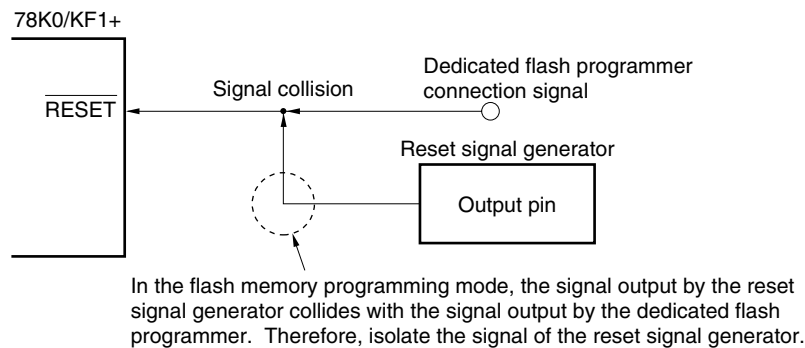 78K0/KF1+
Dedicated flash programmer
connection signal
Signal collision
RESET
Reset signal generator
Output pin
In the flash memory programming mode, the signal output by the reset
signal generator collides with the signal output by the dedicated flash
programmer.  Therefore, isolate the signal of the reset signal generator.